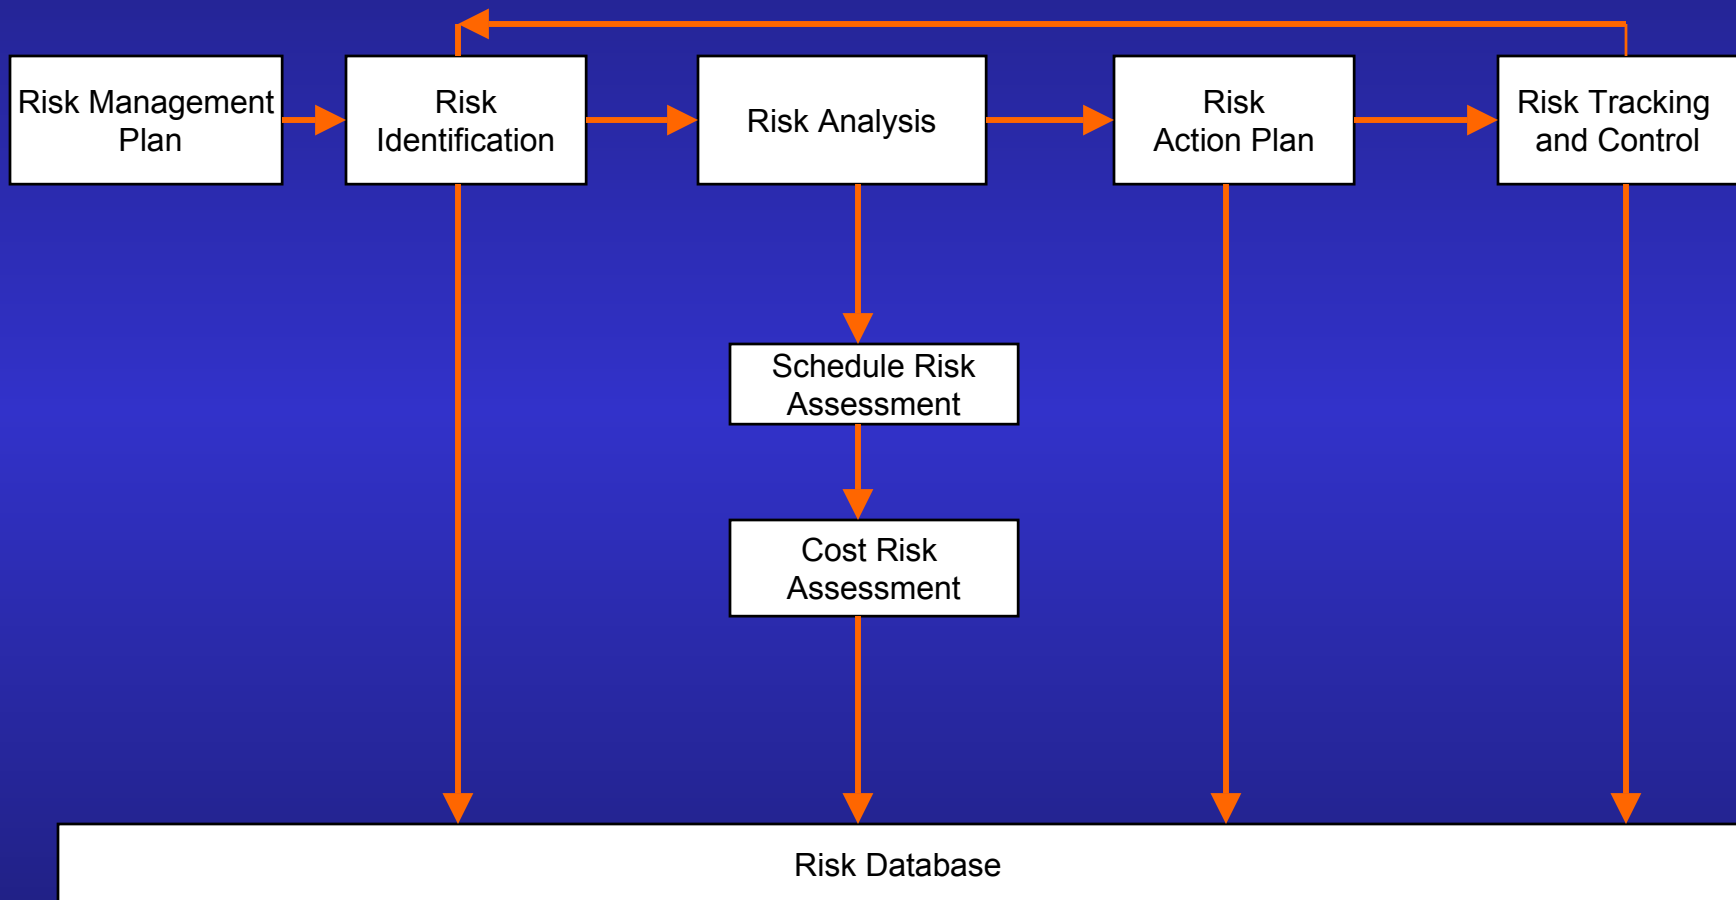 Risk Management
Plan
Risk
Identification
Risk Analysis
Risk
Action Plan
Risk Tracking
and Control
Schedule Risk
Assessment
Cost Risk
Assessment
Risk Database